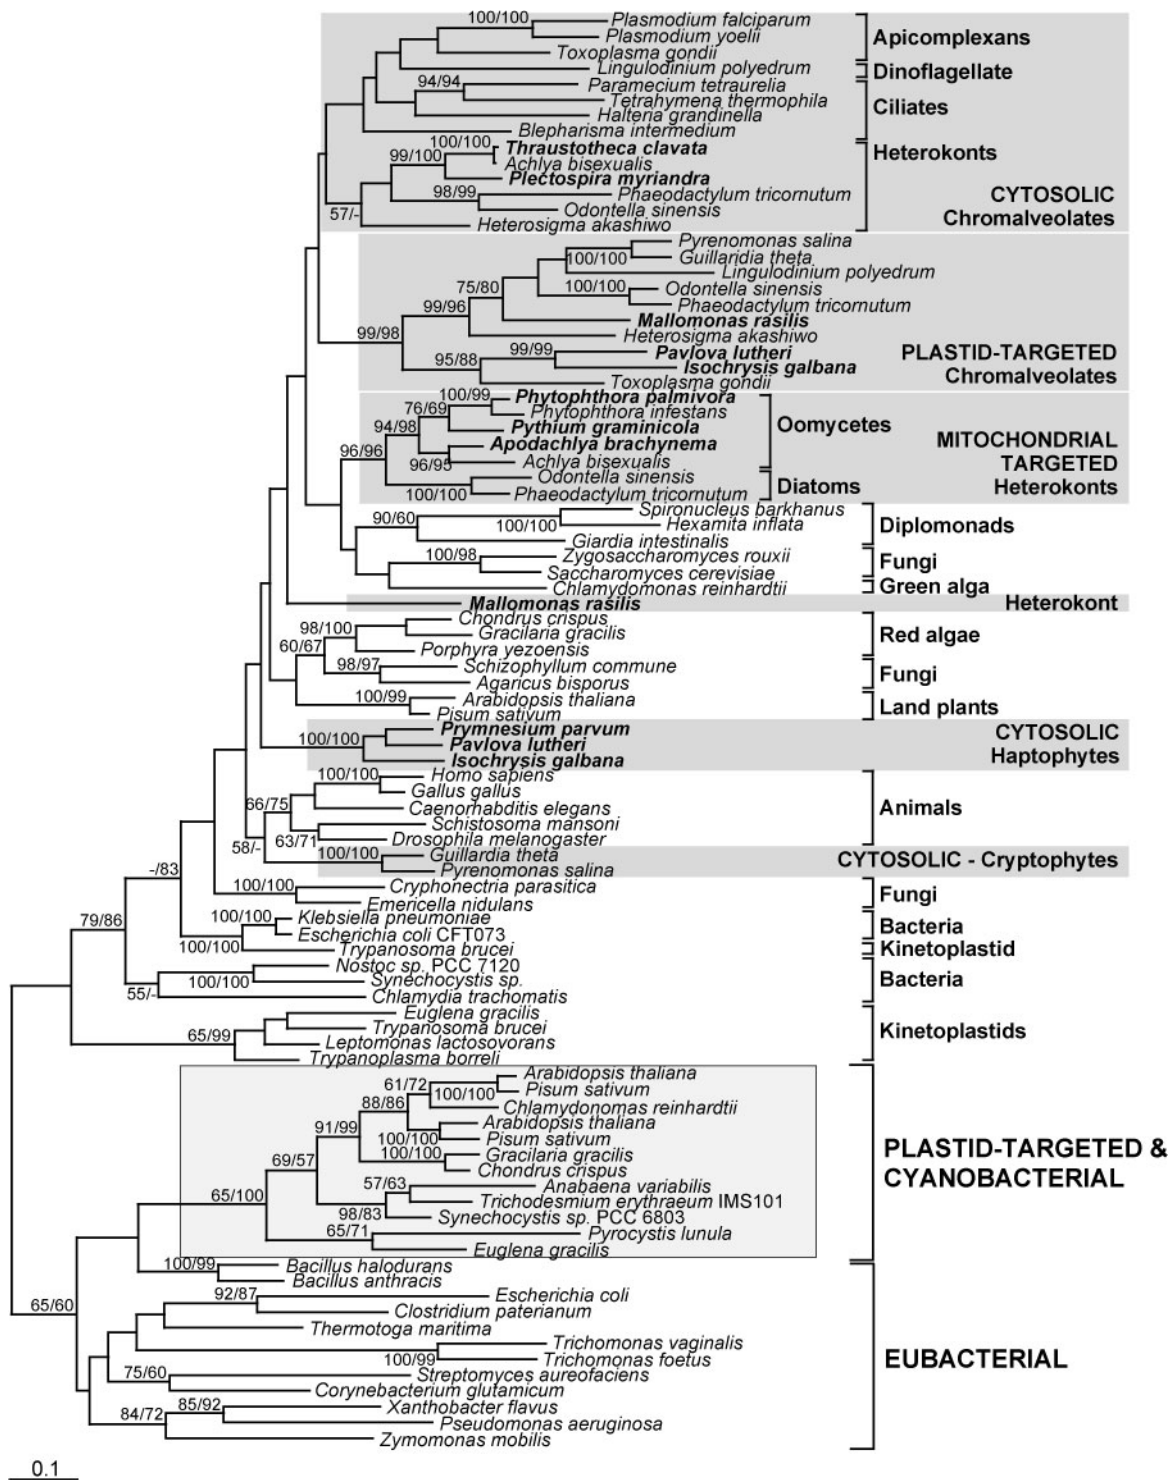 100/100 Plasmodium falciparum
Plasmodium yoelii
Apicomplexans
Toxoplasma gondii
Lingulodinium polyedrum
Dinoflagellate
94/94 Paramecium tetraurelia
Tetrahymena thermophila
Ciliates
Halteria grandinella
Blepharisma intermedium
100/100 Thraustotheca clavata
Heterokonts
99/100 Achlya bisexualis
Plectospira myriandra
98/99 Phaeodactylum tricornutum
CYTOSOLIC
57/- Odontella sinensis
Chromalveolates
Heterosigma akashiwo
Pyrenomonas salina
100/100 Guillaridia theta
Lingulodinium polyedrum
75/80 100/100 Odontella sinensis
Phaeodactylum tricornutum
99/96 Mallomonas rasilis
99/98 Heterosigma akashiwo
99/99 Pavlova lutheri
PLASTID-TARGETED
95/88 Isochrysis galbana
Chromalveolates
Toxoplasma gondii
100/99 Phytophthora palmivora
76/69 Phytophthora infestans
94/98 Pythium graminicola
Oomycetes
96/96 Apodachlya brachynema
MITOCHONDRIAL
96/95 Achlya bisexualis
TARGETED
Odontella sinensis
Heterokonts
100/100 Phaeodactylum tricornutum
Diatoms
90/60 Spironucleus barkhanus
100/100 Hexamita inflata
Diplomonads
Giardia intestinalis
100/98 Zygosaccharomyces rouxii
Fungi
Saccharomyces cerevisiae
Chlamydomonas reinhardtii
Green alga
Mallomonas rasilis
Heterokont
98/100 Chondrus crispus
Gracilaria gracilis
Red algae
60/67 Porphyra yezoensis
98/97 Schizophyllum commune
Fungi
Agaricus bisporus
100/99 Arabidopsis thaliana
Land plants
Pisum sativum
Prymnesium parvum
CYTOSOLIC
100/100 Pavlova lutheri
Haptophytes
Isochrysis galbana
100/100 Homo sapiens
Gallus gallus
66/75 Caenorhabditis elegans
Animals
Schistosoma mansoni
58/- 63/71 Drosophila melanogaster
100/100 Guillardia theta
CYTOSOLIC - Cryptophytes
-/83 Pyrenomonas salina
100/100 Cryphonectria parasitica
Fungi
Emericella nidulans
79/86 100/100 Klebsiella pneumoniae
Bacteria
Escherichia coli CFT073
100/100 Trypanosoma brucei
Kinetoplastid
Nostoc sp. PCC 7120
100/100 Synechocystis sp.
Bacteria
55/- Chlamydia trachomatis
Euglena gracilis
Trypanosoma brucei
Kinetoplastids
65/99 Leptomonas lactosovorans
Trypanoplasma borreli
61/72 Arabidopsis thaliana
100/100 Pisum sativum
88/86 Chlamydonomas reinhardtii
91/99 Arabidopsis thaliana
100/100 Pisum sativum
PLASTID-TARGETED &
100/100 Gracilaria gracilis
CYANOBACTERIAL
69/57 Chondrus crispus
57/63 Anabaena variabilis
65/100 Trichodesmium erythraeum IMS101
98/83 Synechocystis sp. PCC 6803
65/71 Pyrocystis lunula
Euglena gracilis
100/99 Bacillus halodurans
Bacillus anthracis
65/60 92/87 Escherichia coli
Clostridium paterianum
Thermotoga maritima
Trichomonas vaginalis
100/99 Trichomonas foetus
EUBACTERIAL
75/60 Streptomyces aureofaciens
Corynebacterium glutamicum
85/92 Xanthobacter flavus
84/72 Pseudomonas aeruginosa
Zymomonas mobilis
0.1